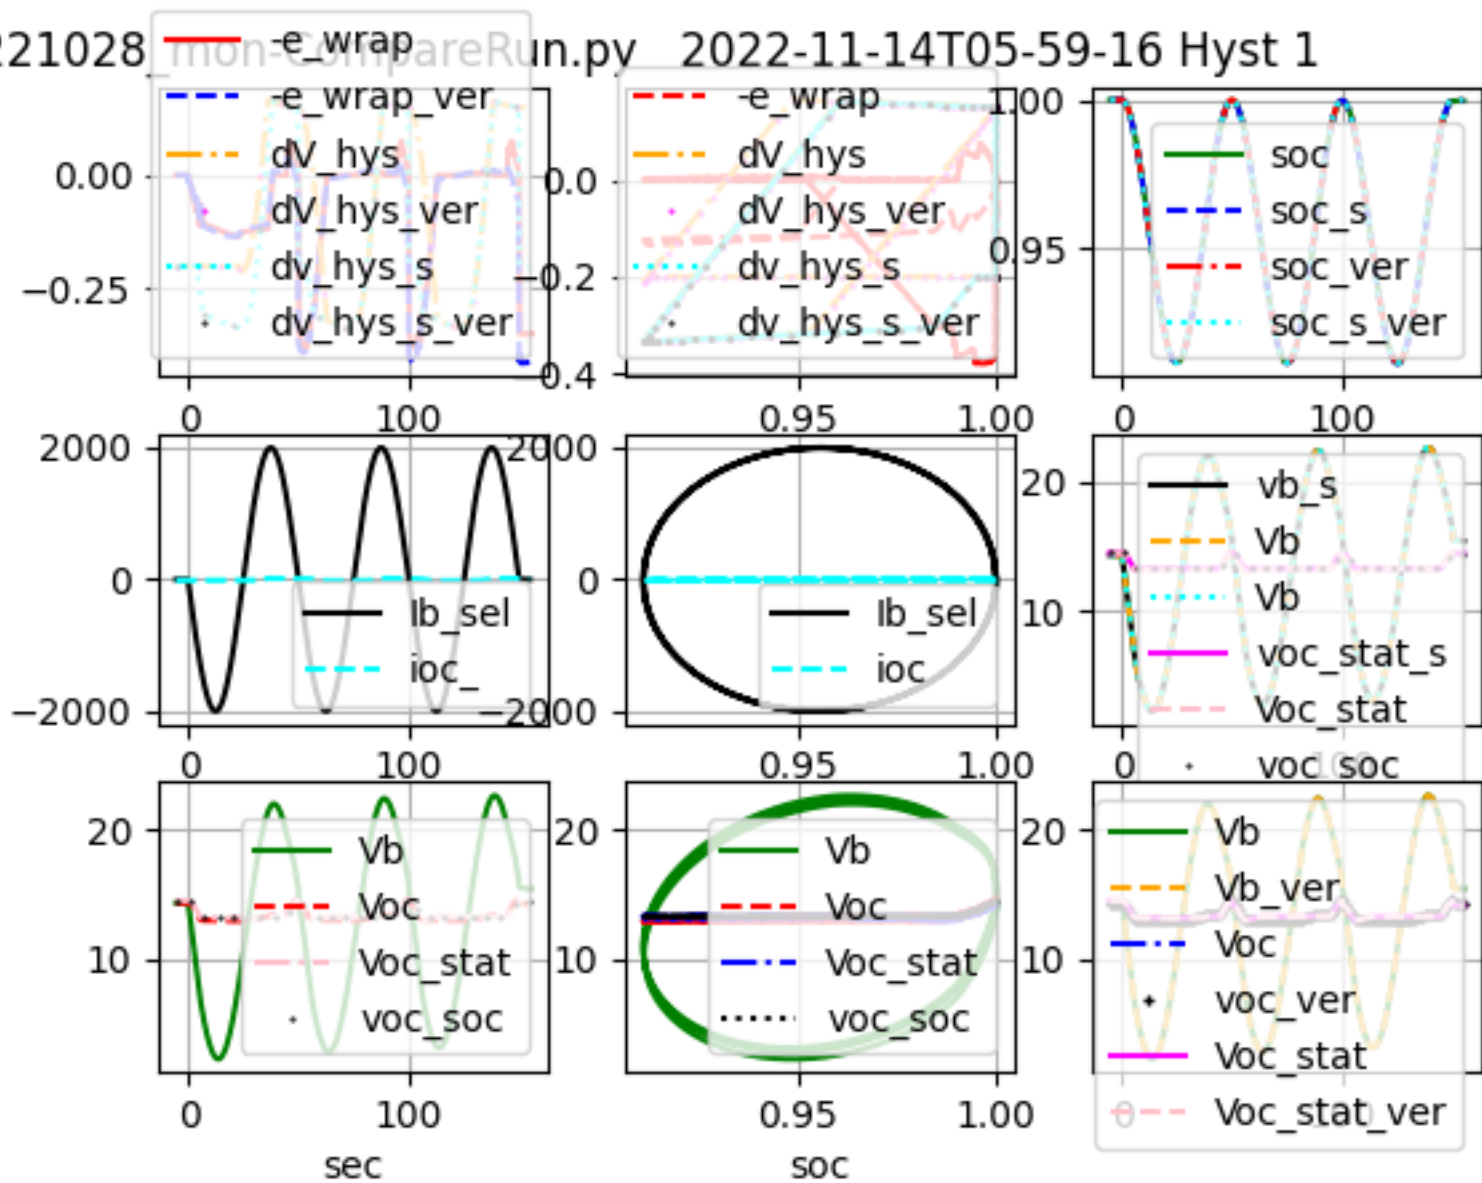 221028_mon-CompareRun.py 2022-11-14T05-59-16 Hyst 1
-e_wrap
-e_wrap_ver
dV_hys
dV_hys_ver
dv_hys_s
dv_hys_s_ver
0.00
−0.25
0 100
-e_wrap
dV_hys
dV_hys_ver
dv_hys_s
dv_hys_s_ver
0.0
−0.2
0.4
0.95 1.00
1.00
0.95
soc
soc_s
soc_ver
soc_s_ver
0 100
2000
0
−2000
Ib_sel
ioc_
0 100
2000
0
−2000
Ib_sel
ioc
0.95 1.00
20
10
vb_s
Vb
Vb
voc_stat_s
Voc_stat
voc_soc
0 100
20
10
Vb
Voc
Voc_stat
voc_soc
0 100
sec
20
10
Vb
Voc
Voc_stat
voc_soc
0.95 1.00
soc
20
10
Vb
Vb_ver
Voc
voc_ver
Voc_stat
Voc_stat_ver
0 100